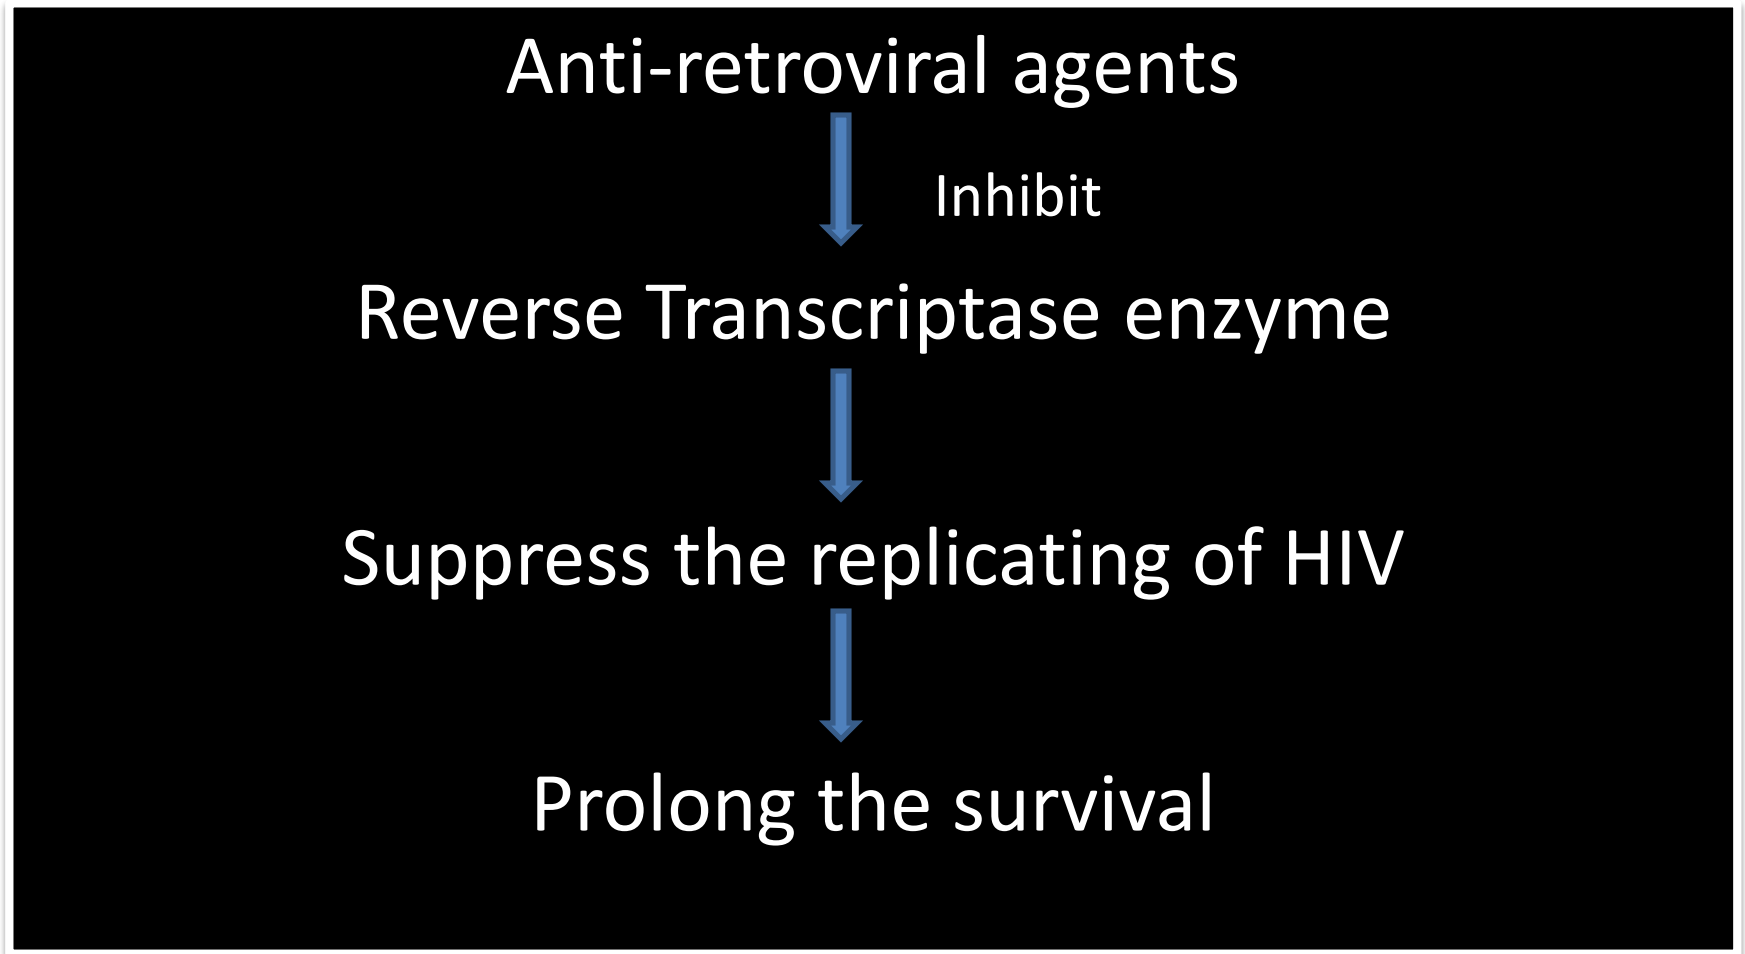 Anti-retroviral agents
Inhibit
Reverse Transcriptase enzyme
Suppress the replicating of HIV
Prolong the survival